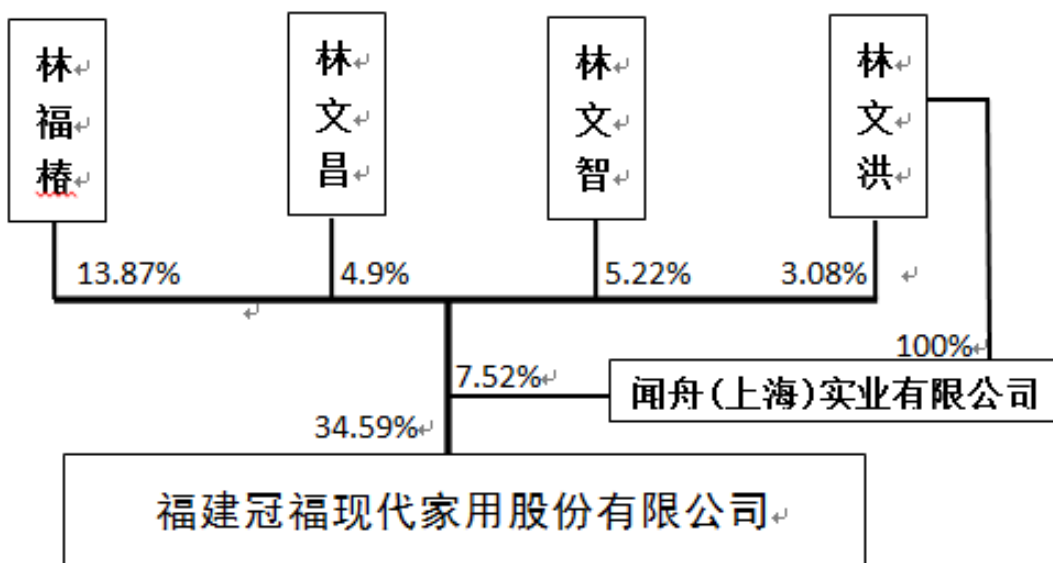 林福椿
林文昌
林文智
林文洪
13.87%
4.9%
5.22%
3.08%
100%
7.52%
闻舟(上海)实业有限公司
34.59%
福建冠福现代家用股份有限公司